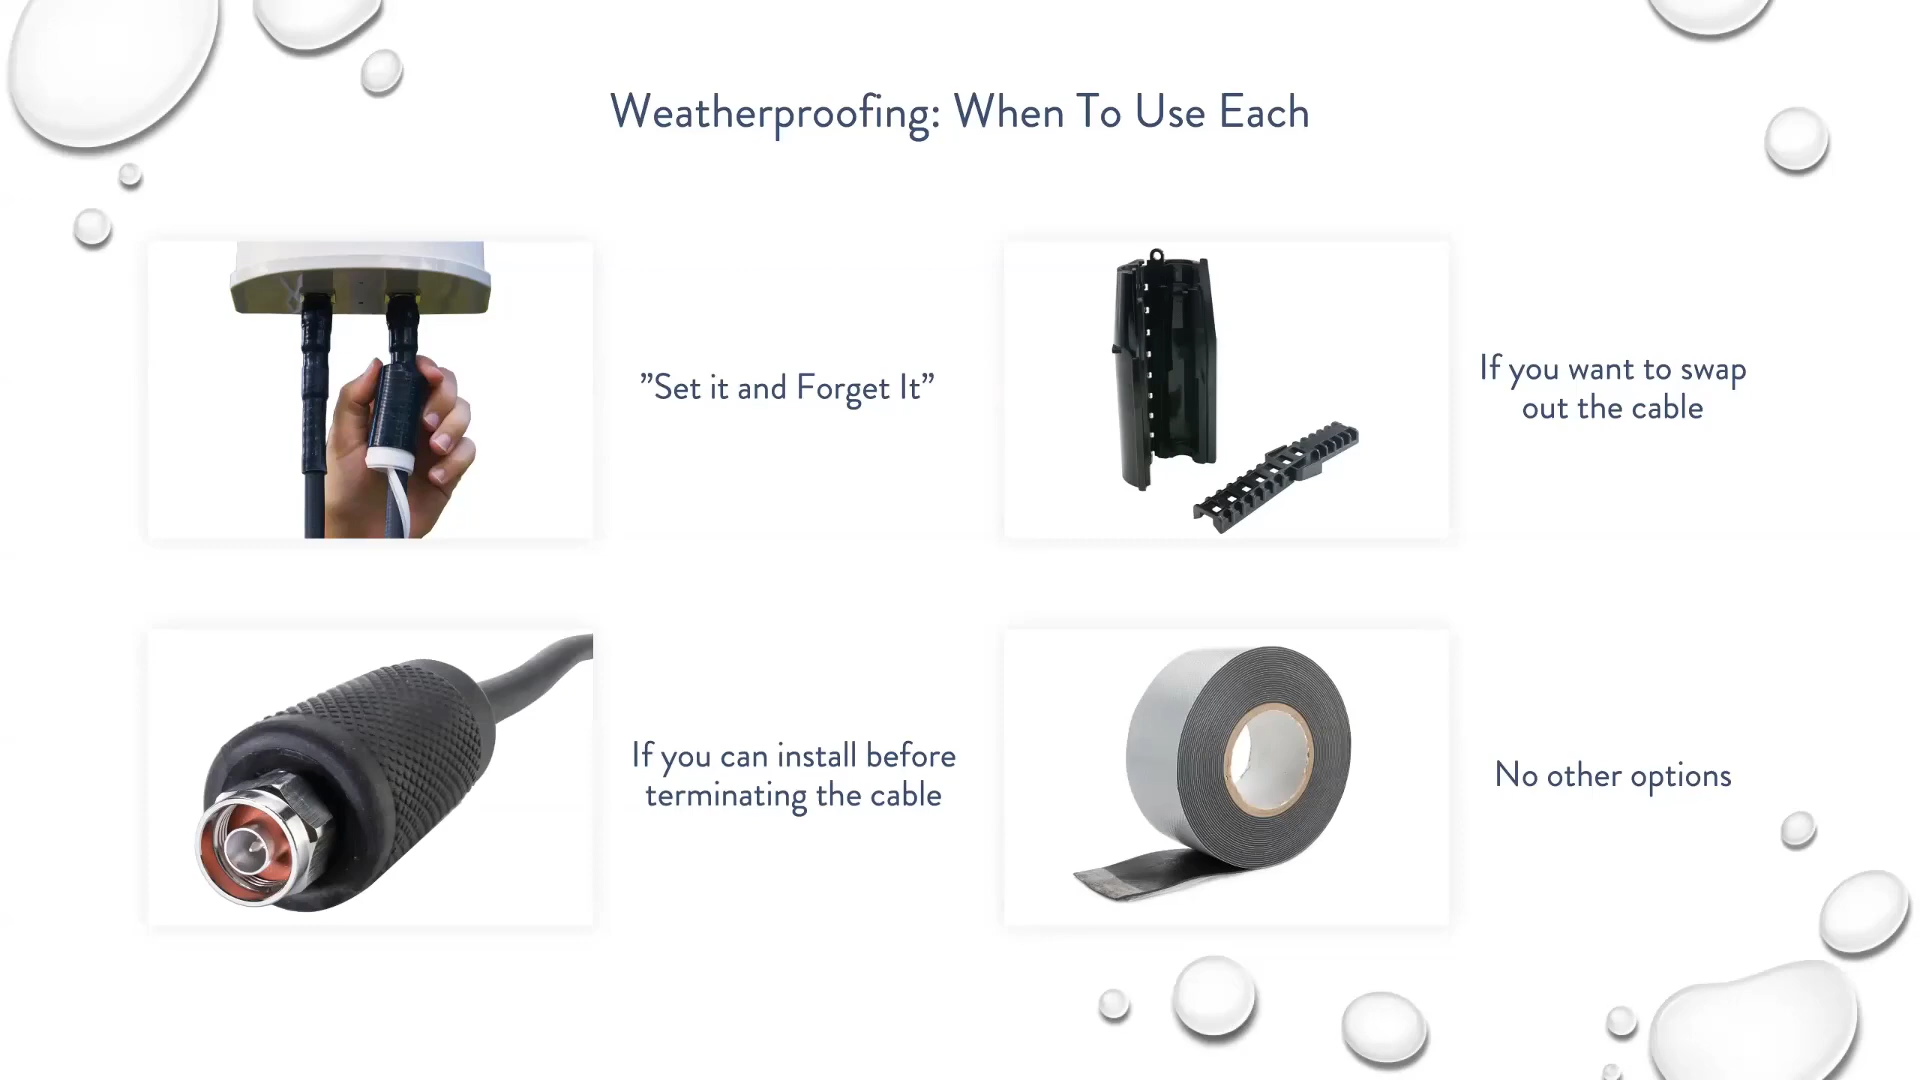 Weatherproofing: When To Use Each
”Set it and Forget It”
If you want to swap
out the cable
If you can install before
terminating the cable
No other options